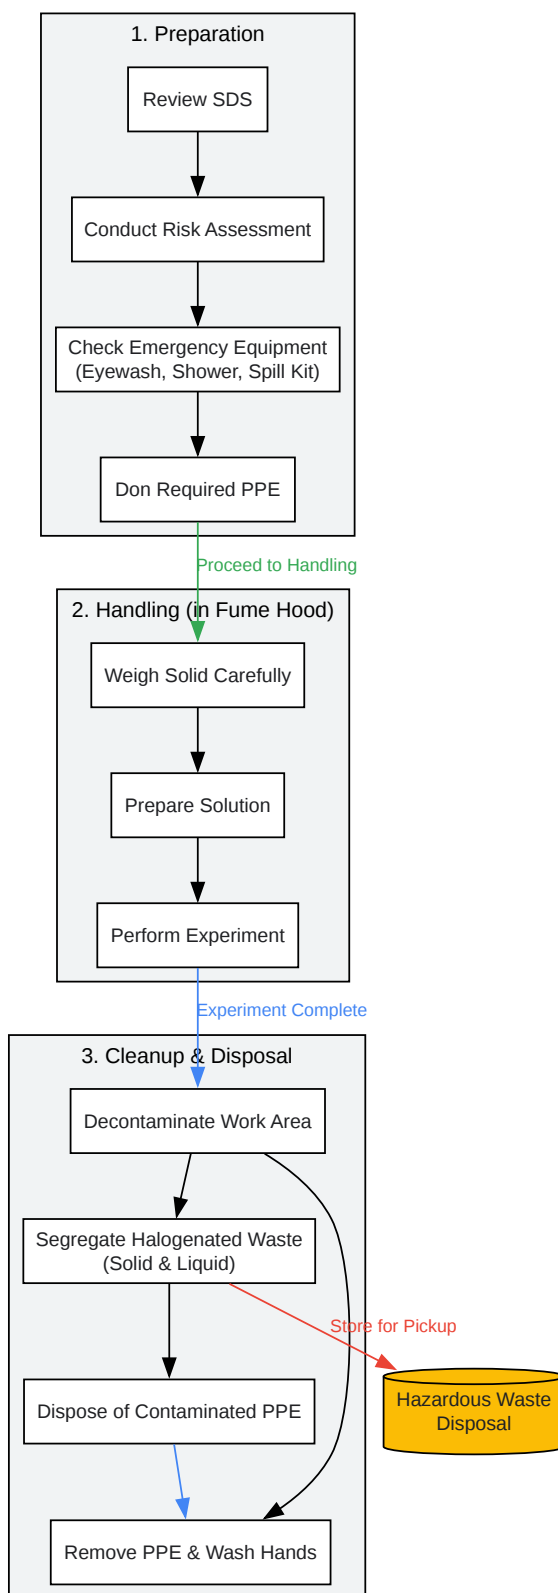 1. Preparation
Review SDS
Conduct Risk Assessment
Check Emergency Equipment
(Eyewash, Shower, Spill Kit)
Don Required PPE
Proceed to Handling
2. Handling (in Fume Hood)
Weigh Solid Carefully
Prepare Solution
Perform Experiment
Experiment Complete
3. Cleanup & Disposal
Decontaminate Work Area
Segregate Halogenated Waste
(Solid & Liquid)
Store for Pickup
Hazardous Waste
Disposal
Dispose of Contaminated PPE
Remove PPE & Wash Hands